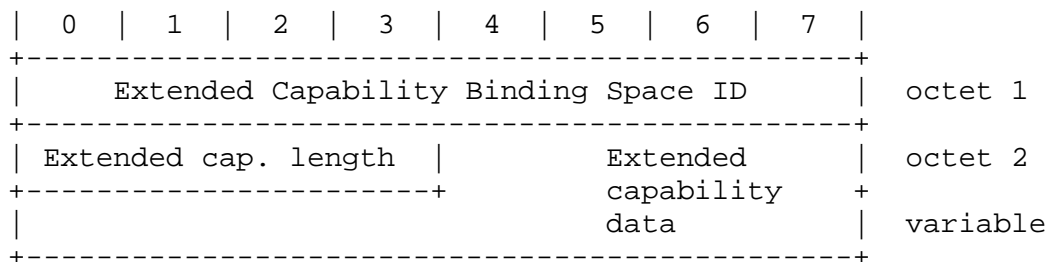 |  0  |  1  |  2  |  3  |  4  |  5  |  6  |  7  |
+-----------------------------------------------+
|     Extended Capability Binding Space ID      |  octet 1
+-----------------------------------------------+
| Extended cap. length  |         Extended      |  octet 2
+-----------------------+         capability    +
|                                 data          |  variable
+-----------------------------------------------+